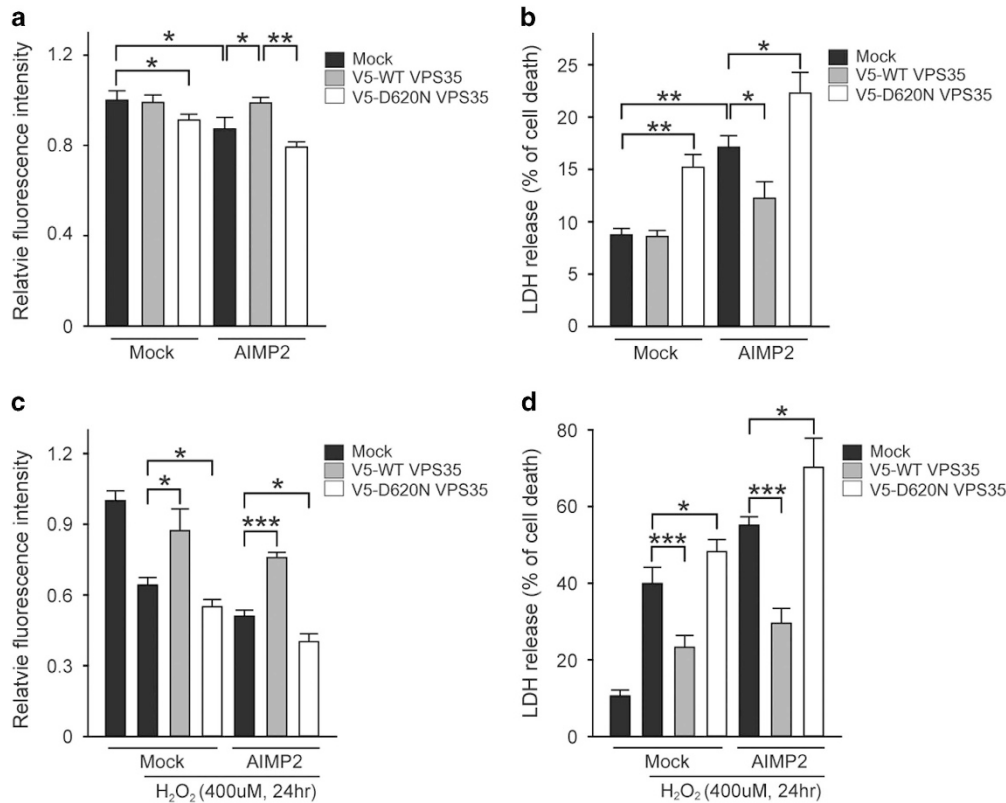 a
Relatvie fluorescence intensity
1.2
0.8
0.4
0
*
*
*
**
Mock
V5-WT VPS35
V5-D620N VPS35
Mock
AIMP2
b
LDH release (% of cell death)
25
20
15
10
5
0
*
**
*
**
Mock
V5-WT VPS35
V5-D620N VPS35
Mock
AIMP2
c
Relatvie fluorescence intensity
1.2
0.9
0.6
0.3
0
*
*
*
***
Mock
V5-WT VPS35
V5-D620N VPS35
Mock
AIMP2
H2O2 (400uM, 24hr)
d
LDH release (% of cell death)
80
60
40
20
0
*
***
*
***
Mock
V5-WT VPS35
V5-D620N VPS35
Mock
AIMP2
H2O2 (400uM, 24hr)